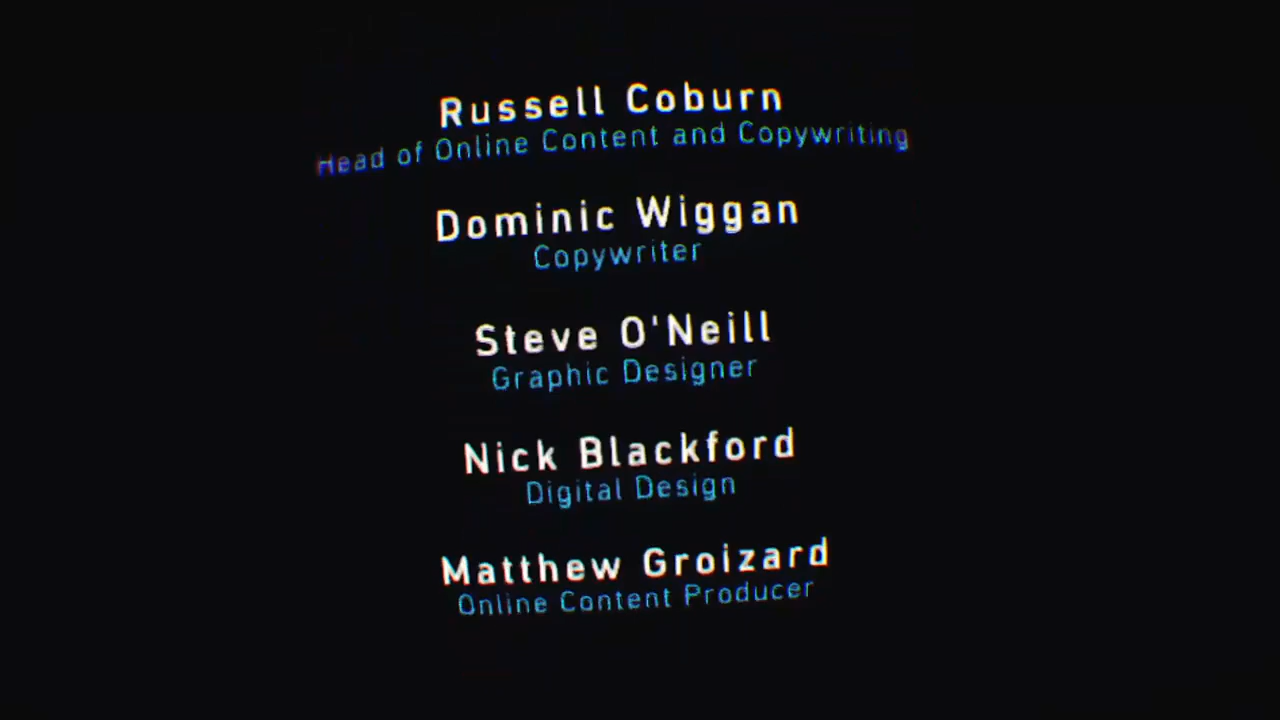 Russell Coburn
Head of Online Content and Copywriting
Dominic Wiggan
Copywriter
Steve O'Neill
Graphic Designer
Nick Blackford
Digital Design
Matthew Groizard
Online Content Producer